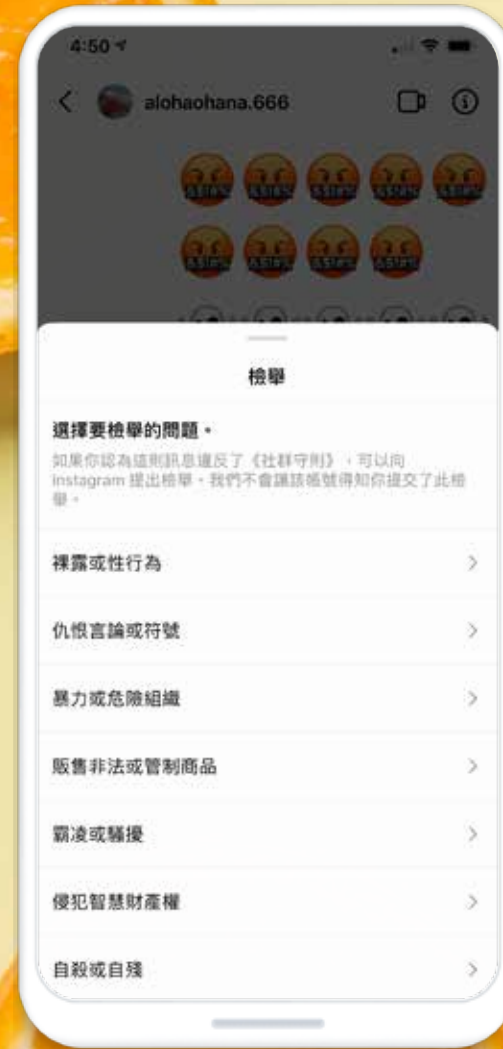 4:50
alohaohana.666
檢舉
選擇要檢舉的問題。
如果你認為這則訊息違反了《社群守則》，可以向
Instagram 提出檢舉。我們不會讓該帳號得知你提交了此檢
舉。
裸露或性行為
仇恨言論或符號
暴力或危險組織
販售非法或管制商品
霸凌或騷擾
侵犯智慧財產權
自殺或自殘